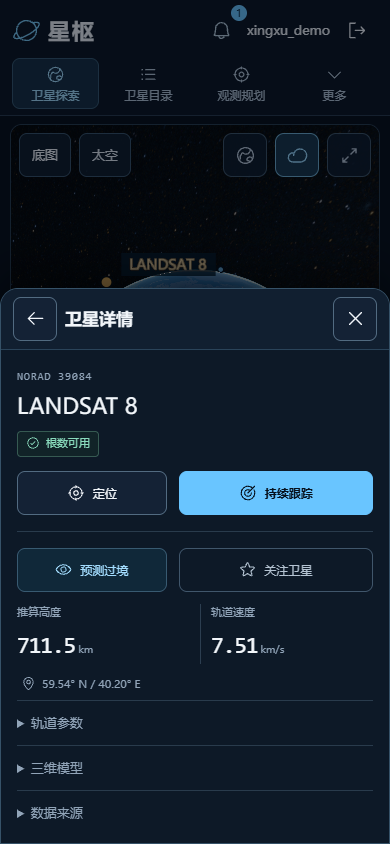 星枢
1
xingxu_demo
卫星探索
卫星目录
观测规划
更多
底图
太空
LANDSAT 8
卫星详情
NORAD 39084
LANDSAT 8
根数可用
定位
持续跟踪
预测过境
关注卫星
推算高度
轨道速度
711.5 km
7.51 km/s
59.54° N / 40.20° E
轨道参数
三维模型
数据来源